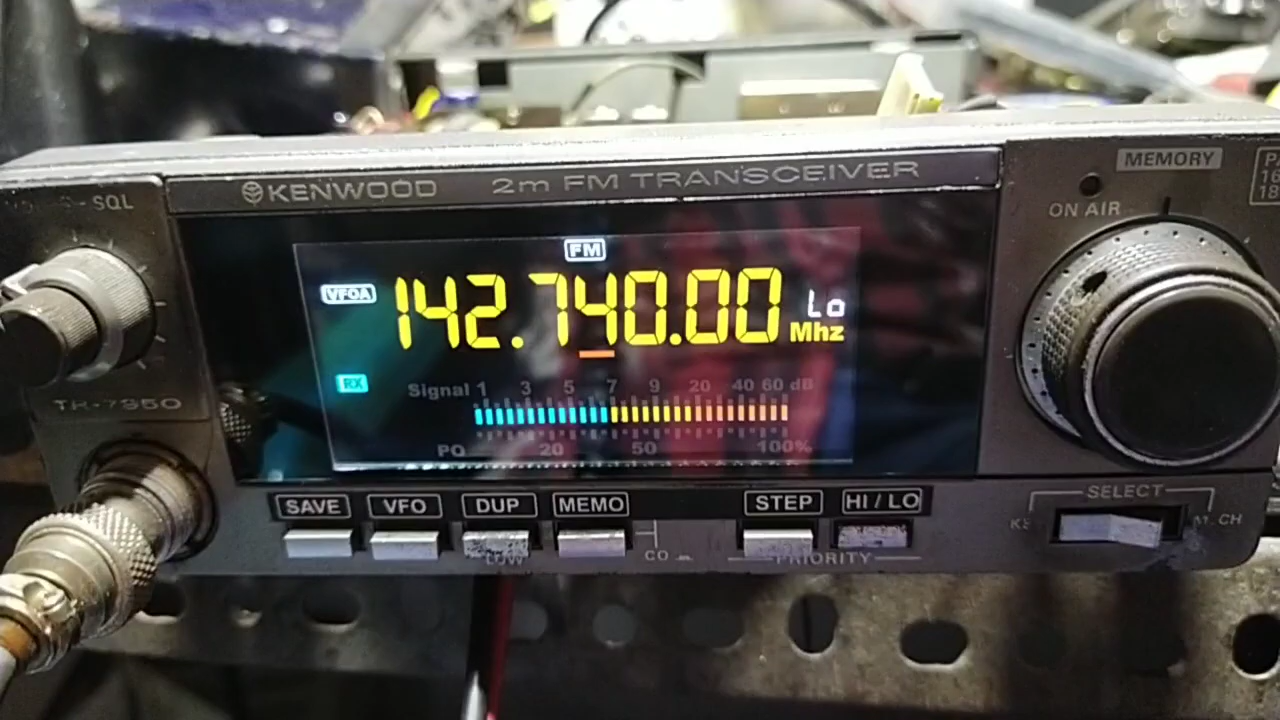 KENWOOD 2m FM TRANSCEIVER
MEMORY
SQL
ON AIR
FM
VFOA
142.740.00 Lo
Mhz
RX
Signal 1 3 5 7 9 20 40 60 dB
TR-7950
PO 20 50 100%
SAVE VFO DUP MEMO STEP HI / LO
SELECT
M.CH
LOW
CO
PRIORITY